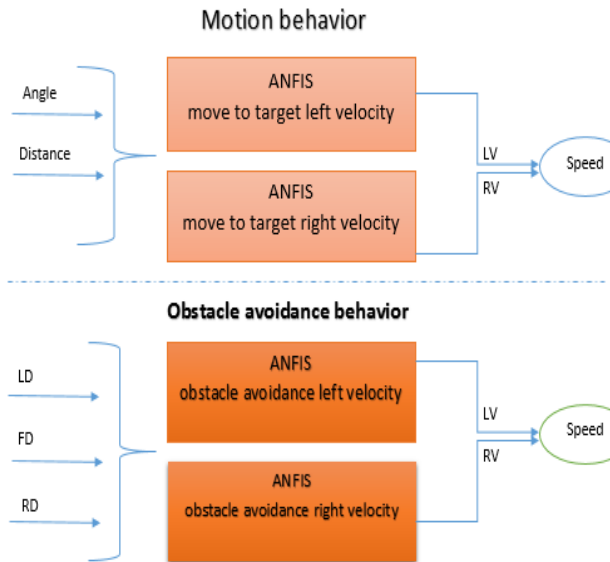 Motion behavior
Angle
Distance
ANFIS
move to target left velocity
ANFIS
move to target right velocity
LV
RV
Speed
Obstacle avoidance behavior
LD
FD
RD
ANFIS
obstacle avoidance left velocity
ANFIS
obstacle avoidance right velocity
LV
RV
Speed